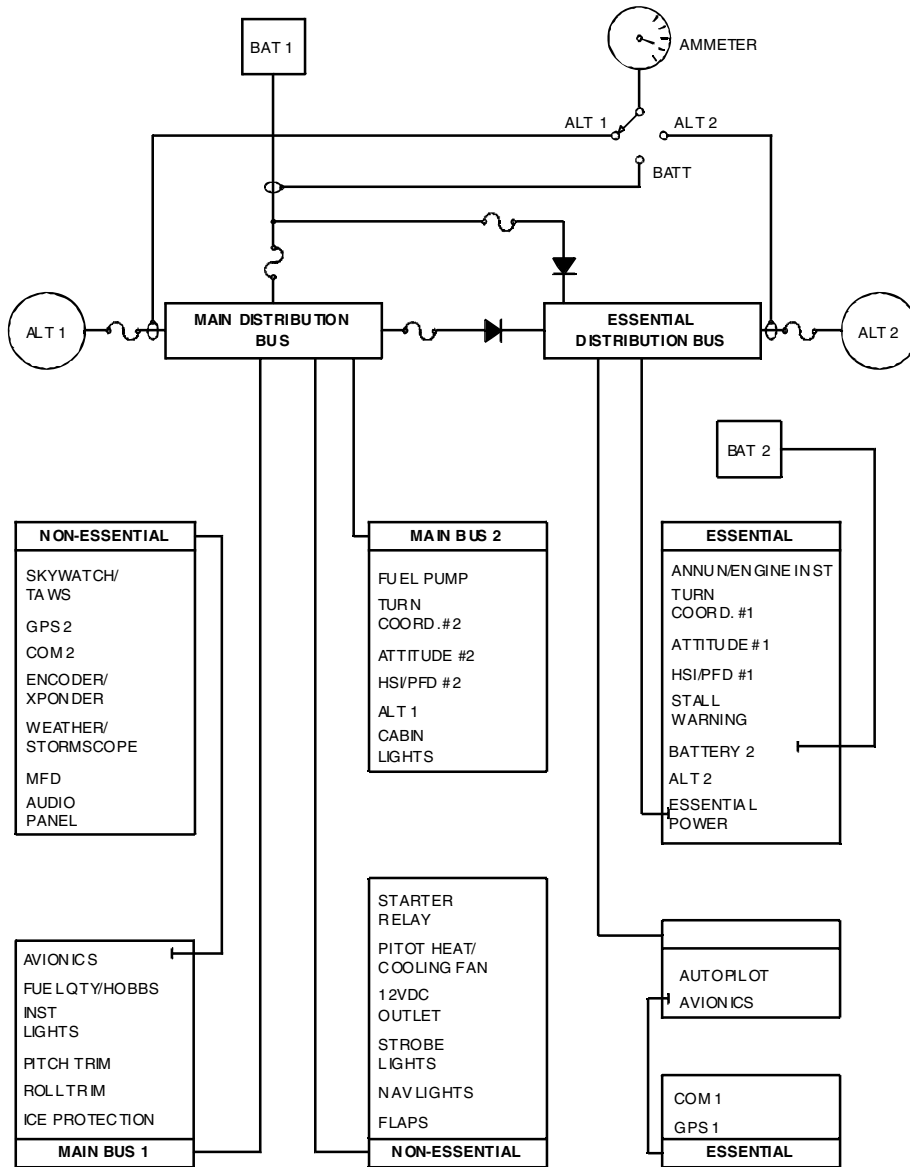 BAT 1
AMMETER
ALT 1
ALT 2
BATT
ALT 1
MAIN DISTRIBUTION
BUS
ESSENTIAL
DISTRIBUTION BUS
ALT 2
BAT 2
NON-ESSENTIAL
SKYWATCH/
TAWS
GPS 2
COM 2
ENCODER/
XPONDER
WEATHER/
STORMSCOPE
MFD
AUDIO
PANEL
MAIN BUS 2
FUEL PUMP
TURN
COORD. #2
ATTITUDE #2
HSI/PFD #2
ALT 1
CABIN
LIGHTS
ESSENTIAL
ANNUN/ENGINE INST
TURN
COORD. #1
ATTITUDE #1
HSI/PFD #1
STALL
WARNING
BATTERY 2
ALT 2
ESSENTIAL
POWER
AVIONICS
FUEL QTY/HOBBS
INST
LIGHTS
PITCH TRIM
ROLL TRIM
ICE PROTECTION
MAIN BUS 1
STARTER
RELAY
PITOT HEAT/
COOLING FAN
12VDC
OUTLET
STROBE
LIGHTS
NAV LIGHTS
FLAPS
NON-ESSENTIAL
AUTOPILOT
AVIONICS
COM 1
GPS 1
ESSENTIAL